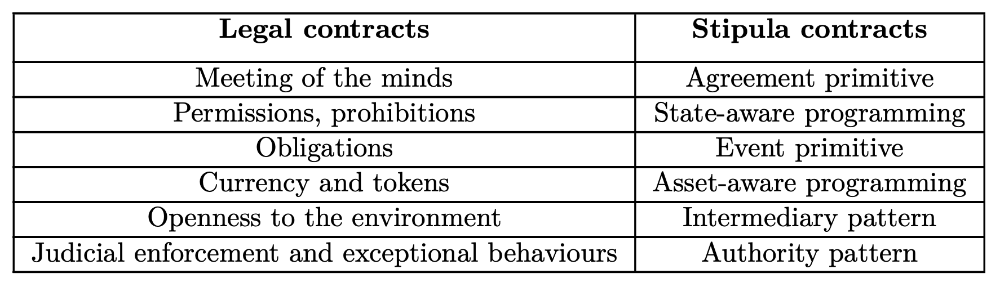 Legal contracts Stipula contracts
Meeting of the minds Agreement primitive
Permissions, prohibitions State-aware programming
Obligations Event primitive
Currency and tokens Asset-aware programming
Openness to the environment Intermediary pattern
Judicial enforcement and exceptional behaviours Authority pattern